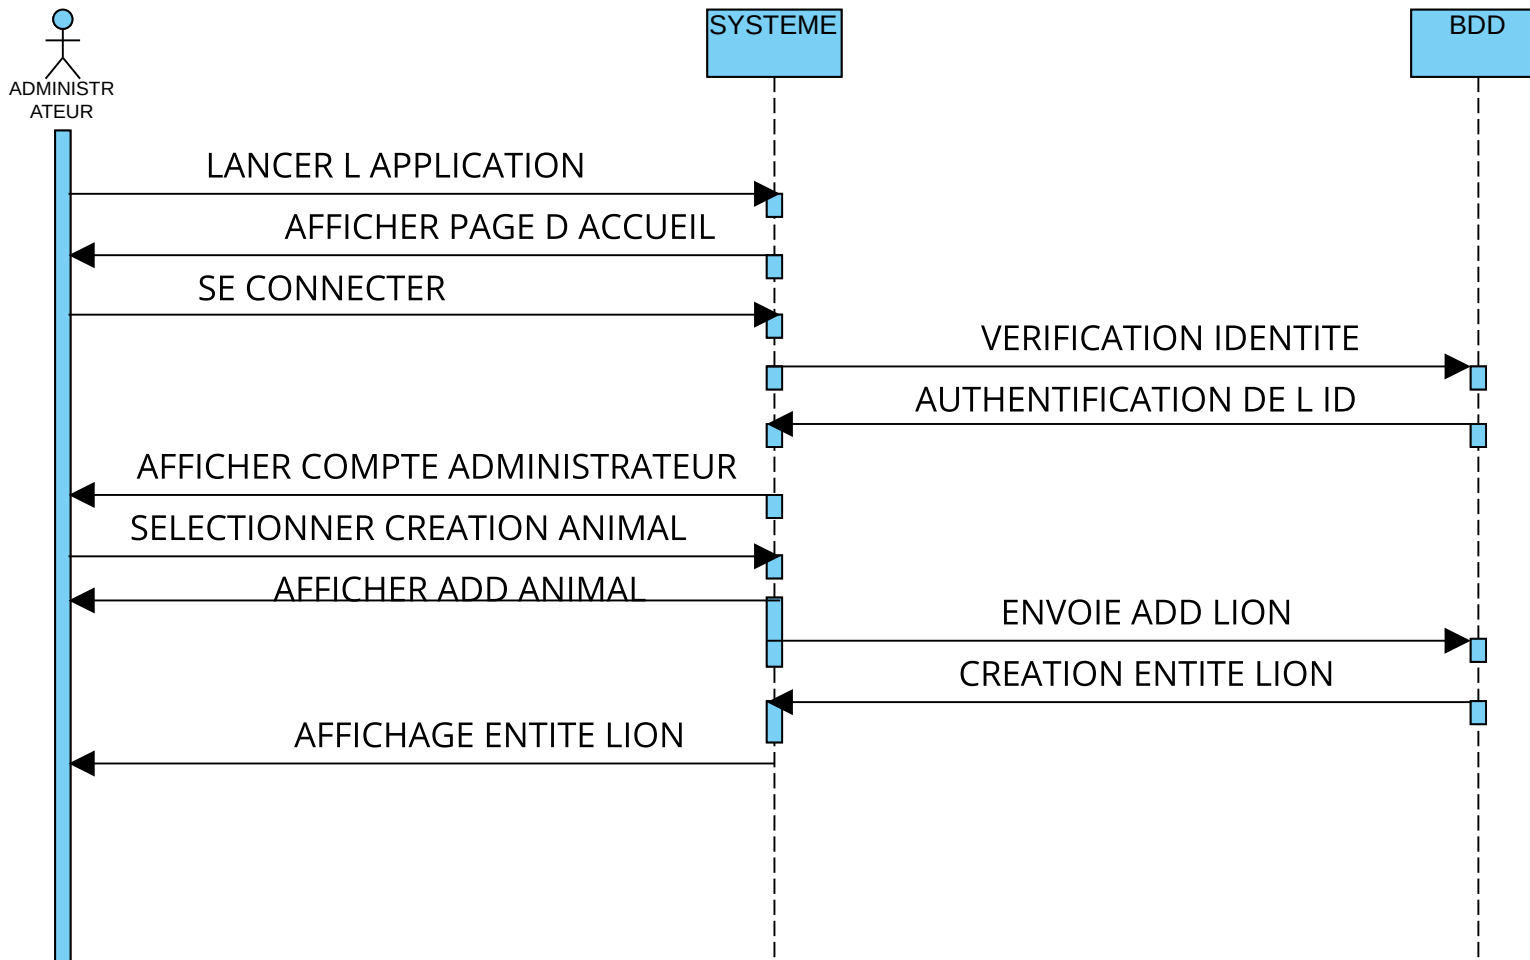 SYSTEME
BDD
ADMINISTR
ATEUR
LANCER L APPLICATION
AFFICHER PAGE D ACCUEIL
SE CONNECTER
VERIFICATION IDENTITE
AUTHENTIFICATION DE L ID
AFFICHER COMPTE ADMINISTRATEUR
SELECTIONNER CREATION ANIMAL
AFFICHER ADD ANIMAL
ENVOIE ADD LION
CREATION ENTITE LION
AFFICHAGE ENTITE LION